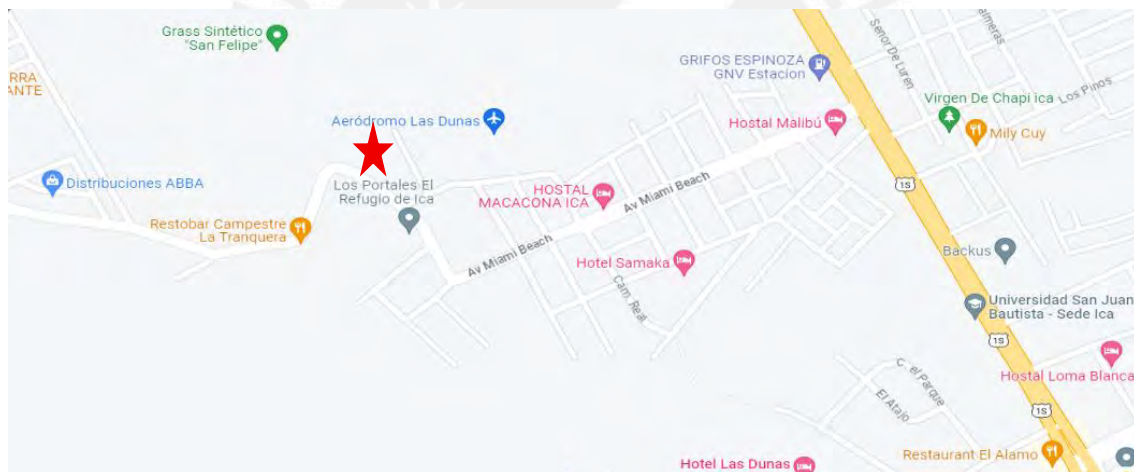 Grass Sintético
"San Felipe"
RRA
ANTE
GRIFOS ESPINOZA
GNV Estacion
Señor De Luren
almeras
Los Pinos
Virgen De Chapi ica
Mily Cuy
Hostal Malibú
Aeródromo Las Dunas
Distribuciones ABBA
Los Portales El
Refugio de Ica
HOSTAL
MACACONA ICA
Av Miami Beach
1S
Restobar Campestre
La Tranquera
Av Miami Beach
Hotel Samaka
Cam. Real
Backus
Universidad San Juan
Bautista - Sede Ica
1S
Hostal Loma Blanca
C. el Parque
El Atajo
1S
Restaurant El Alamo
Hotel Las Dunas